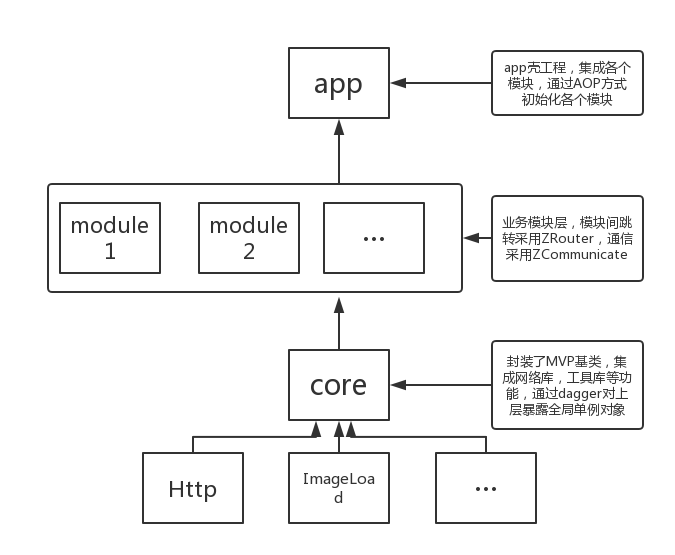 app
app壳工程，集成各个
模块，通过AOP方式
初始化各个模块
module
1
module
2
...
业务模块层，模块间跳
转采用ZRouter，通信
采用ZCommunicate
core
封装了MVP基类，集
成网络库，工具库等功
能，通过dagger对上
层暴露全局单例对象
Http
ImageLoa
d
...